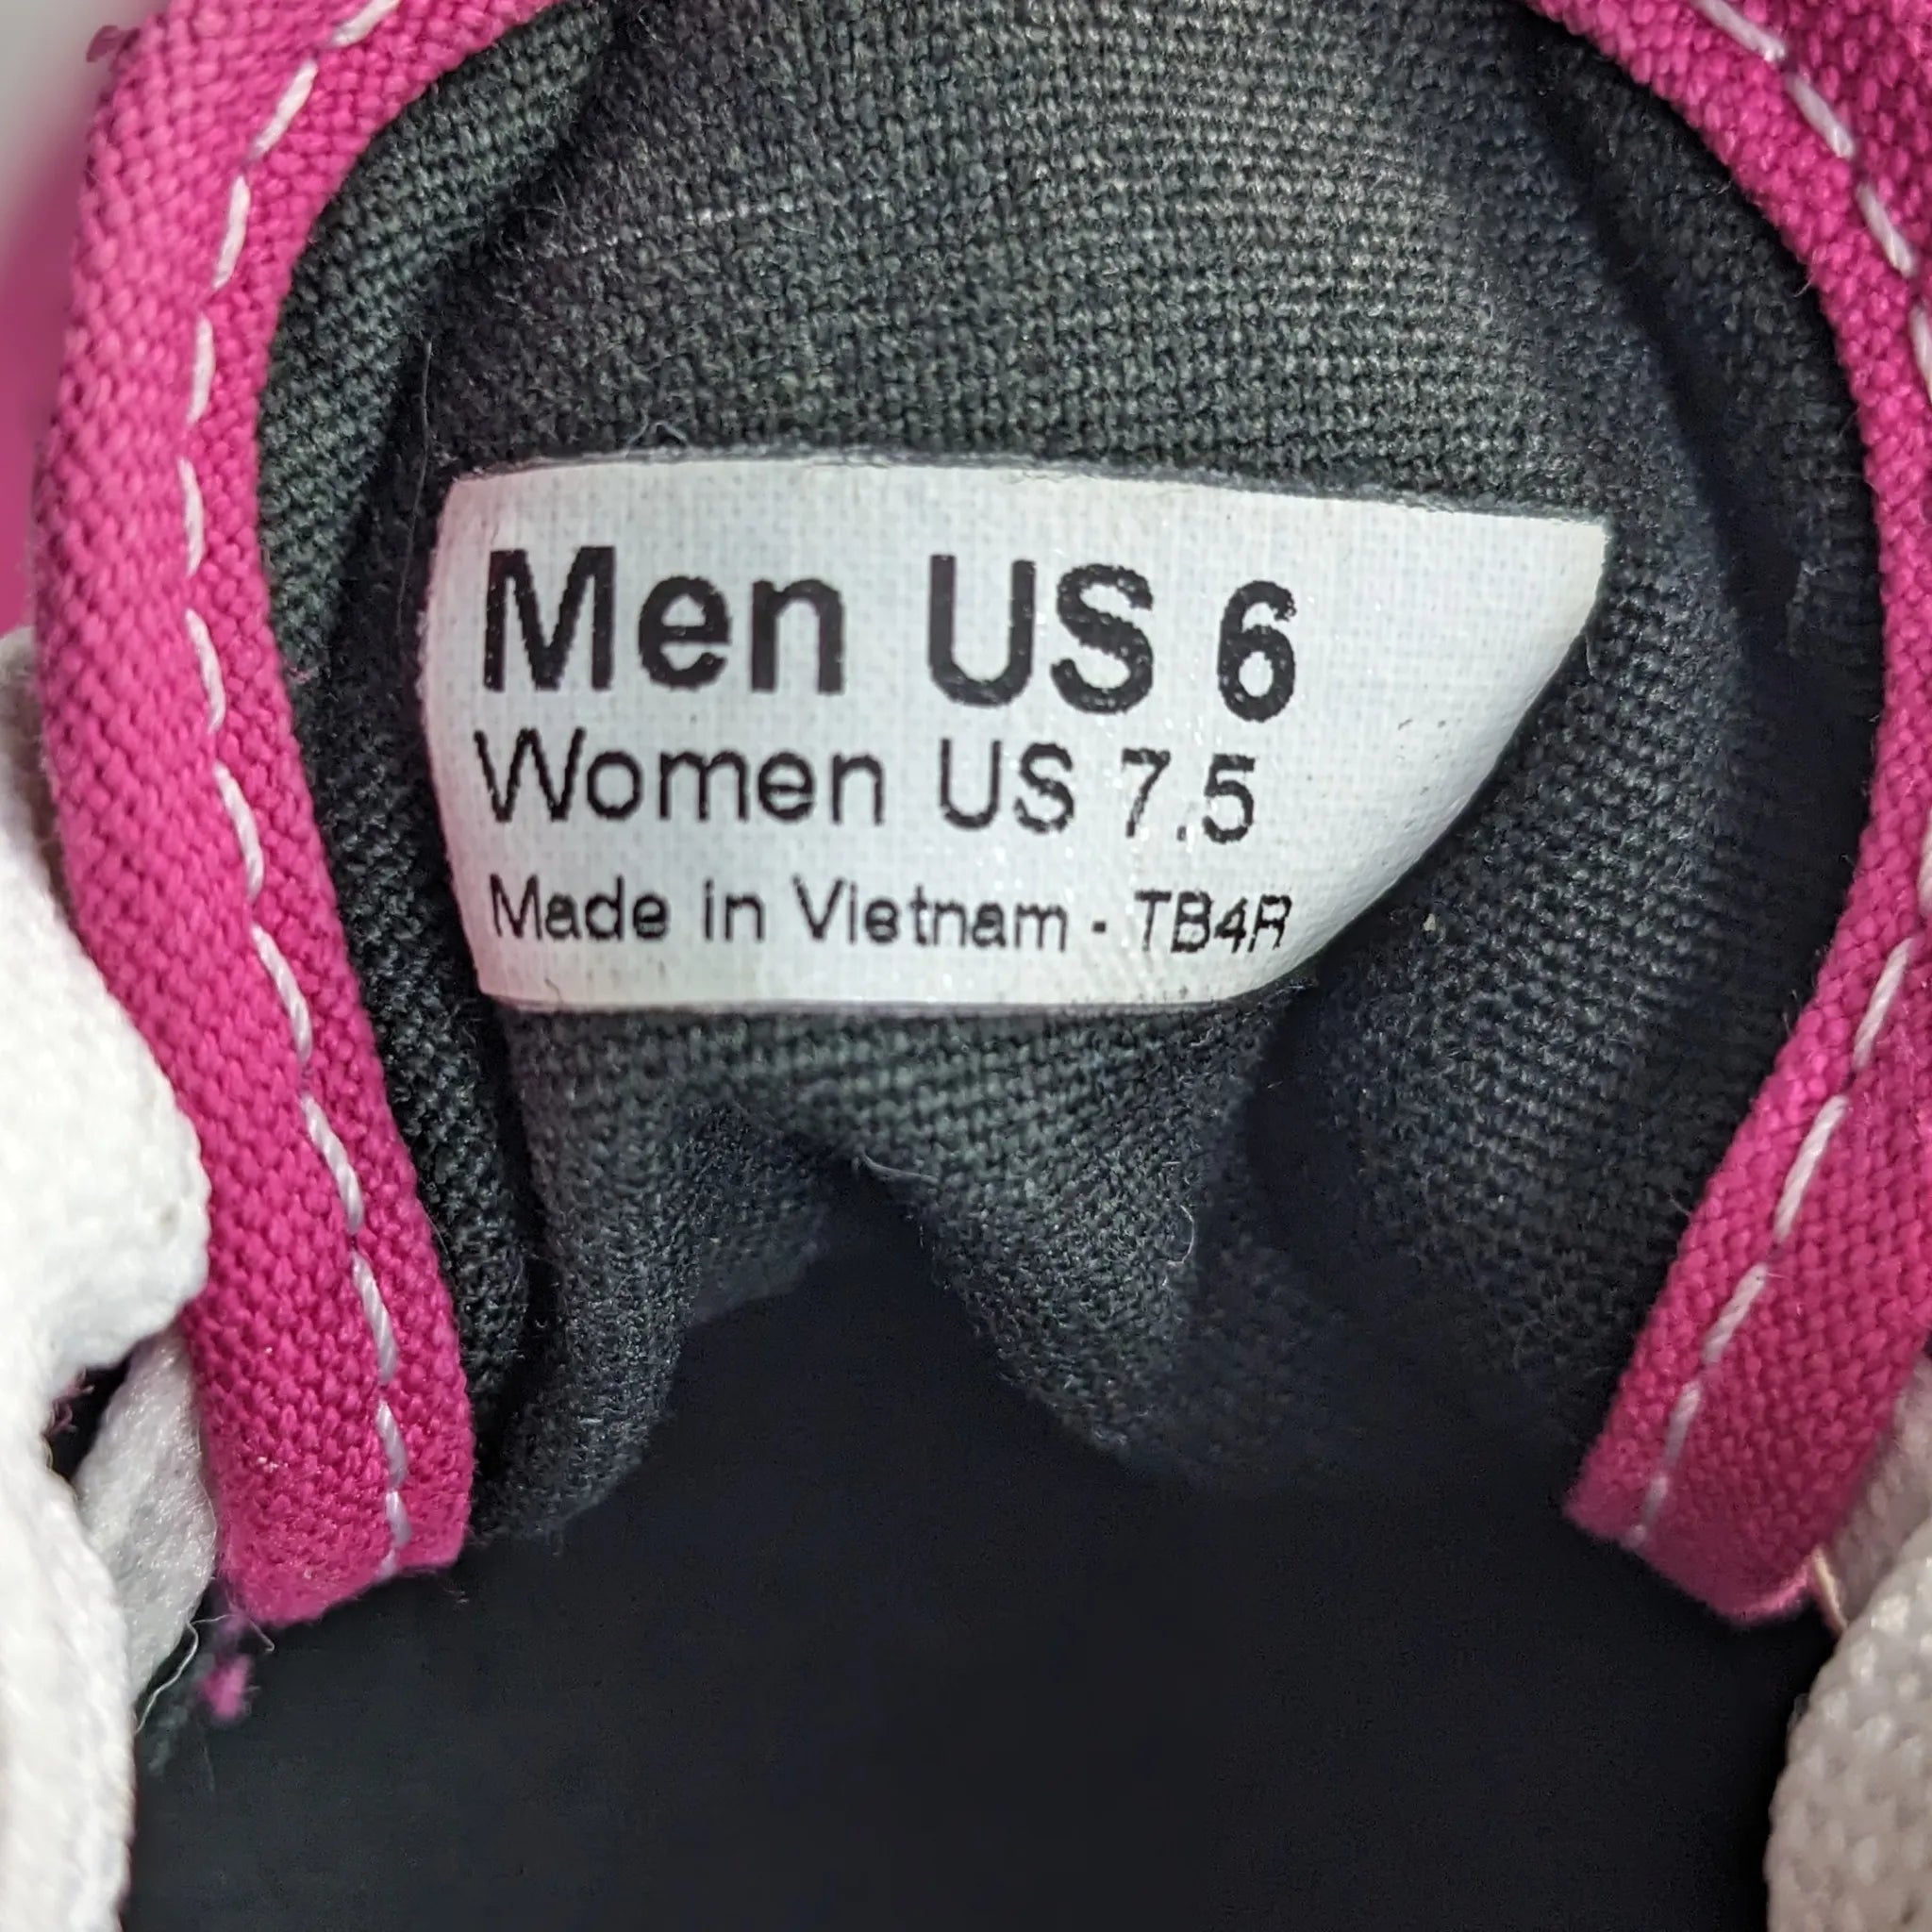 Men US 6
Women US 7.5
Made in Vietnam - TB4R